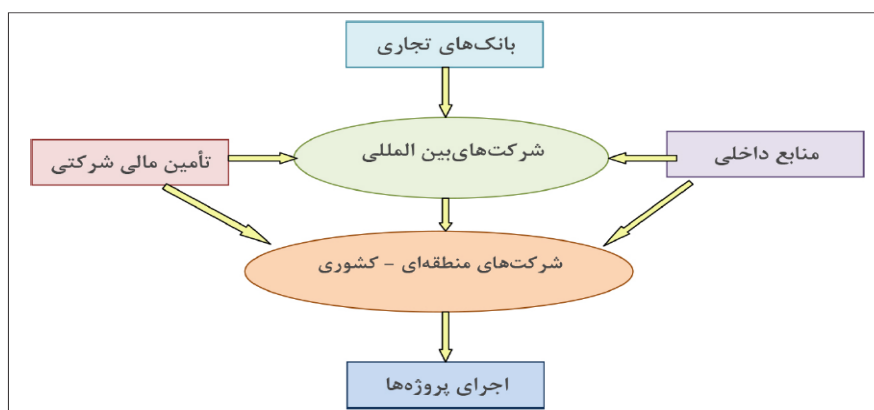 بانک‌های تجاری
شرکت‌های‌بین المللی
منابع داخلی
تأمین مالی شرکتی
شرکت‌های منطقه‌ای - کشوری
اجرای پروژه‌ها